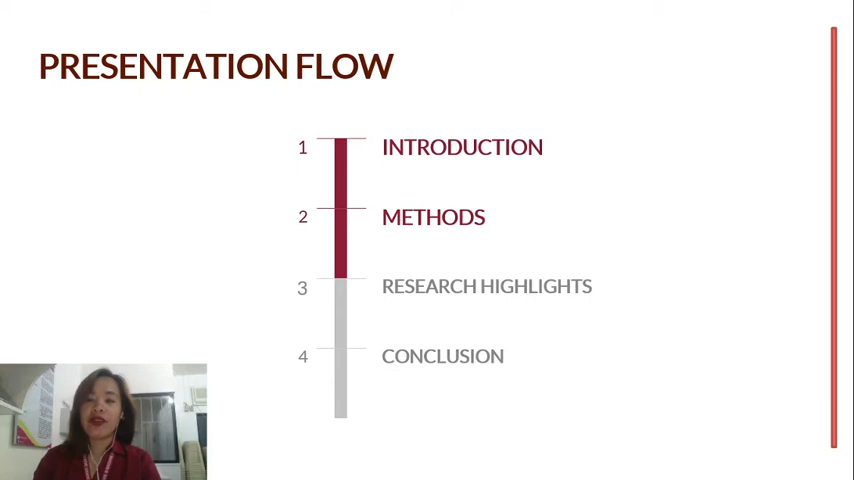 PRESENTATION FLOW
1 INTRODUCTION
2 METHODS
3 RESEARCH HIGHLIGHTS
4 CONCLUSION